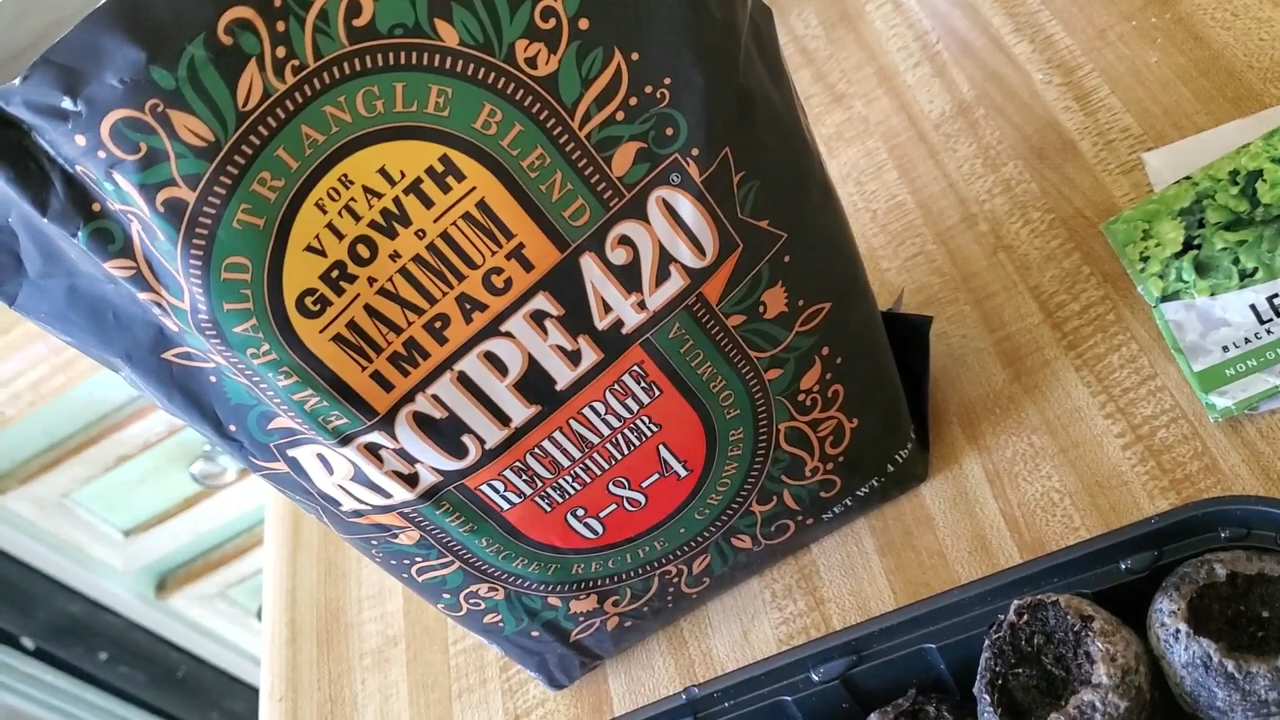 EMERALD TRIANGLE BLEND
FOR
VITAL
GROWTH
AND
MAXIMUM
IMPACT
RECIPE 420®
RECHARGE
FERTILIZER
6-8-4
THE SECRET RECIPE • GROWER FORMULA
NET WT. 4 lbs
LE
BLACK
NON-G